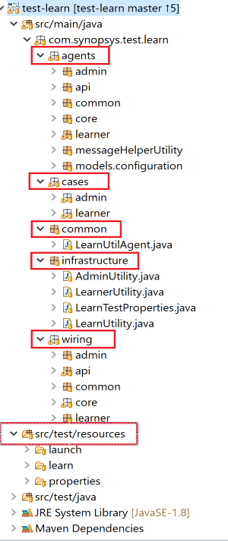 test-learn [test-learn master ↑5]
src/main/java
com.synopsys.test.learn
agents
admin
api
common
core
learner
messageHelperUtility
models.configuration
cases
admin
learner
common
LearnUtilAgent.java
infrastructure
AdminUtility.java
LearnerUtility.java
LearnTestProperties.java
LearnUtility.java
wiring
admin
api
common
core
learner
src/test/resources
launch
learn
properties
src/test/java
JRE System Library [JavaSE-1.8]
Maven Dependencies